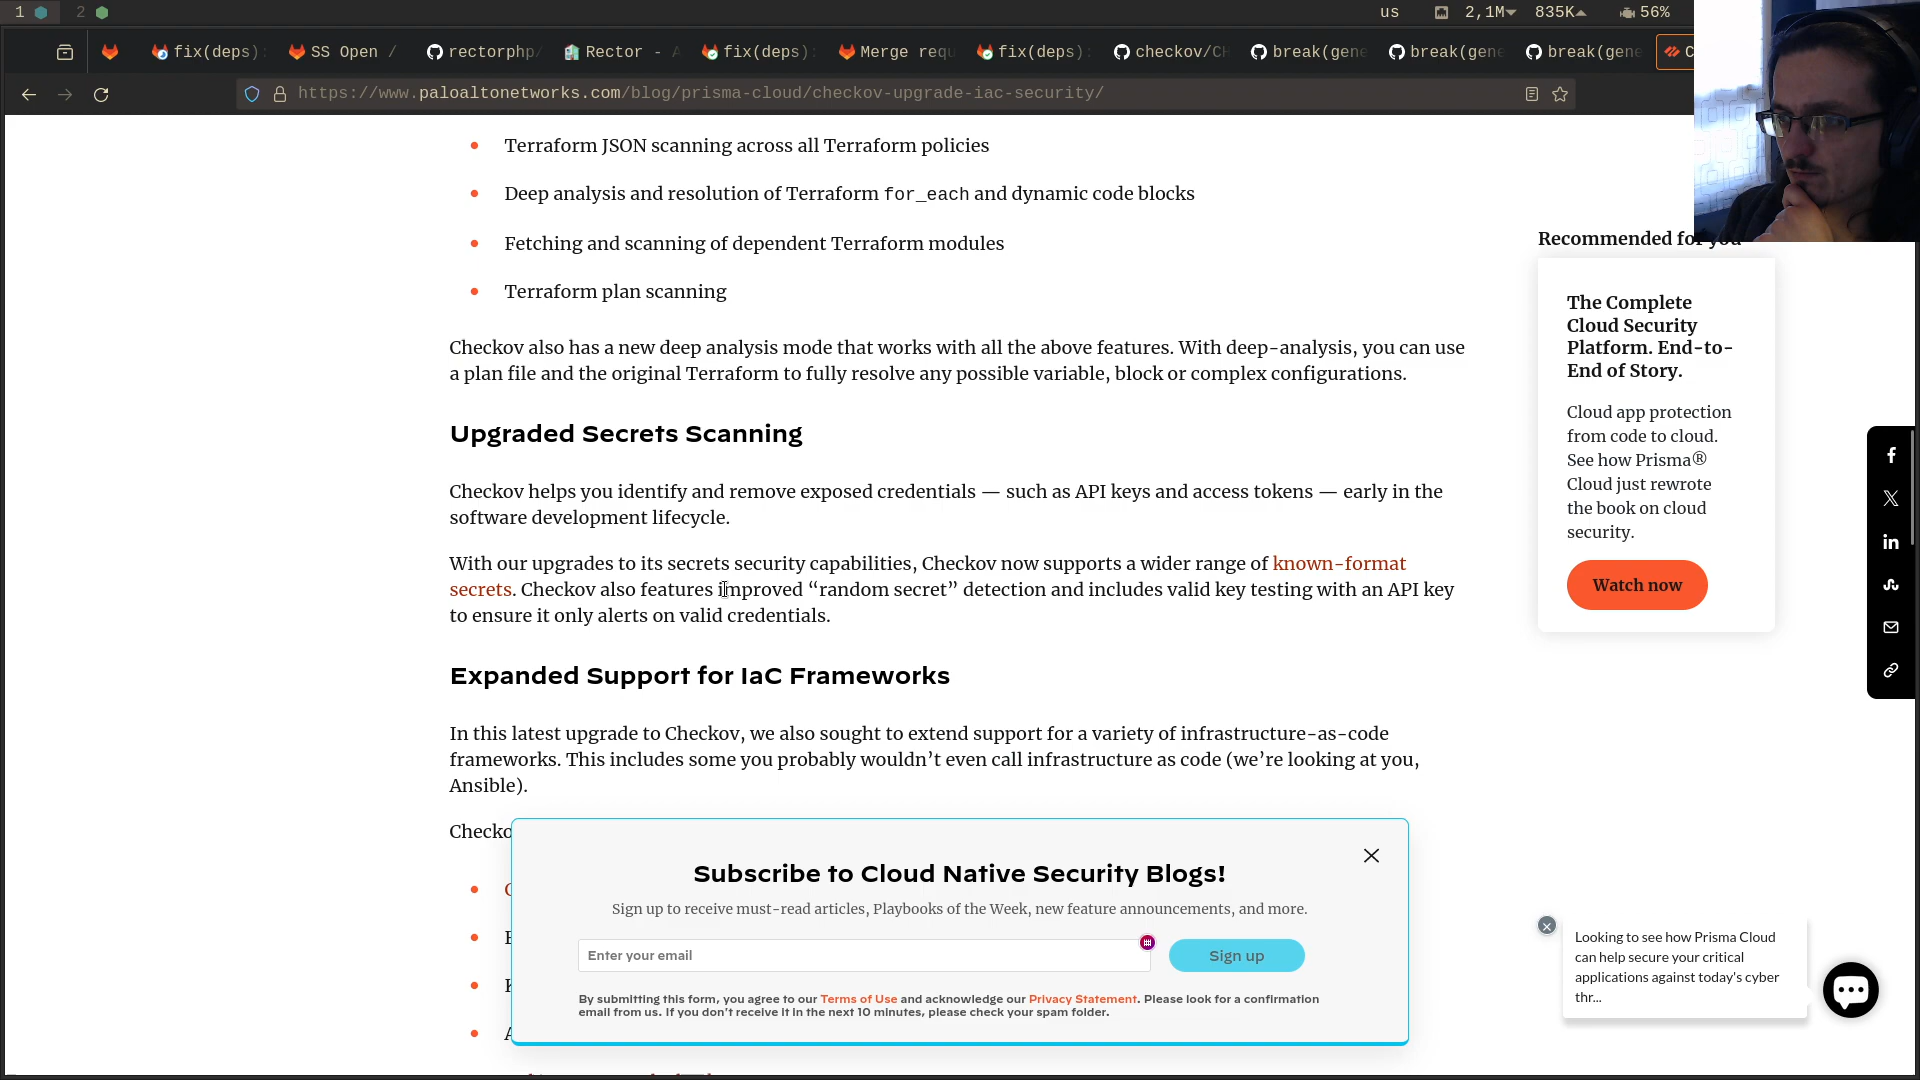 1
2
us
2,1M
835K
56%
fix(deps):
SS Open /
rectorphp/
Rector - A
fix(deps):
Merge requ
fix(deps):
checkov/CH
break(gene
break(gene
break(gene
C
https://www.paloaltonetworks.com/blog/prisma-cloud/checkov-upgrade-iac-security/
Terraform JSON scanning across all Terraform policies
Deep analysis and resolution of Terraform for_each and dynamic code blocks
Fetching and scanning of dependent Terraform modules
Terraform plan scanning
Checkov also has a new deep analysis mode that works with all the above features. With deep-analysis, you can use
a plan file and the original Terraform to fully resolve any possible variable, block or complex configurations.
Upgraded Secrets Scanning
Checkov helps you identify and remove exposed credentials — such as API keys and access tokens — early in the
software development lifecycle.
With our upgrades to its secrets security capabilities, Checkov now supports a wider range of known-format
secrets. Checkov also features improved “random secret” detection and includes valid key testing with an API key
to ensure it only alerts on valid credentials.
Expanded Support for IaC Frameworks
In this latest upgrade to Checkov, we also sought to extend support for a variety of infrastructure-as-code
frameworks. This includes some you probably wouldn’t even call infrastructure as code (we’re looking at you,
Ansible).
Checko
Subscribe to Cloud Native Security Blogs!
Sign up to receive must-read articles, Playbooks of the Week, new feature announcements, and more.
Enter your email
Sign up
By submitting this form, you agree to our Terms of Use and acknowledge our Privacy Statement. Please look for a confirmation
email from us. If you don’t receive it in the next 10 minutes, please check your spam folder.
Recommended for you
The Complete
Cloud Security
Platform. End-to-
End of Story.
Cloud app protection
from code to cloud.
See how Prisma®
Cloud just rewrote
the book on cloud
security.
Watch now
Looking to see how Prisma Cloud
can help secure your critical
applications against today's cyber
thr...